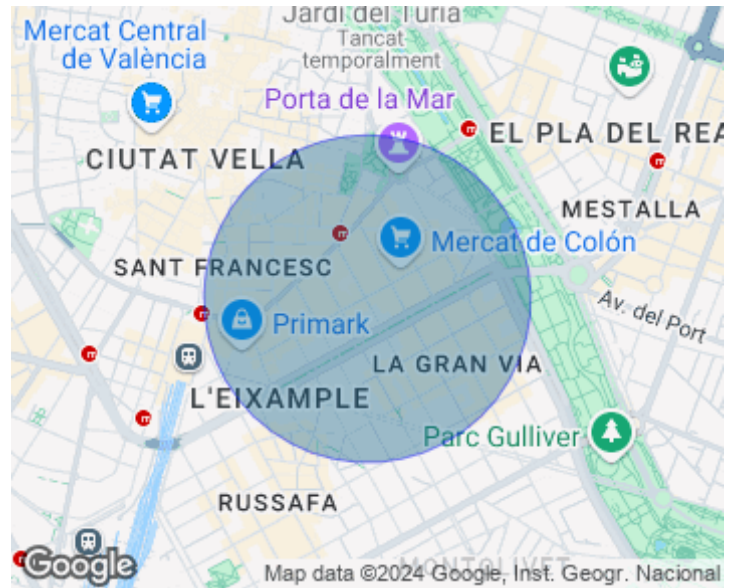 Jardí del Túria
Tancat
temporalment
Mercat Central
de València
Porta de la Mar
EL PLA DEL REA
CIUTAT VELLA
MESTALLA
Mercat de Colón
SANT FRANCESC
Av. del Port
Primark
LA GRAN VIA
L'EIXAMPLE
Parc Gulliver
RUSSAFA
MONTOLIVET
Google
Map data ©2024 Google, Inst. Geogr. Nacional